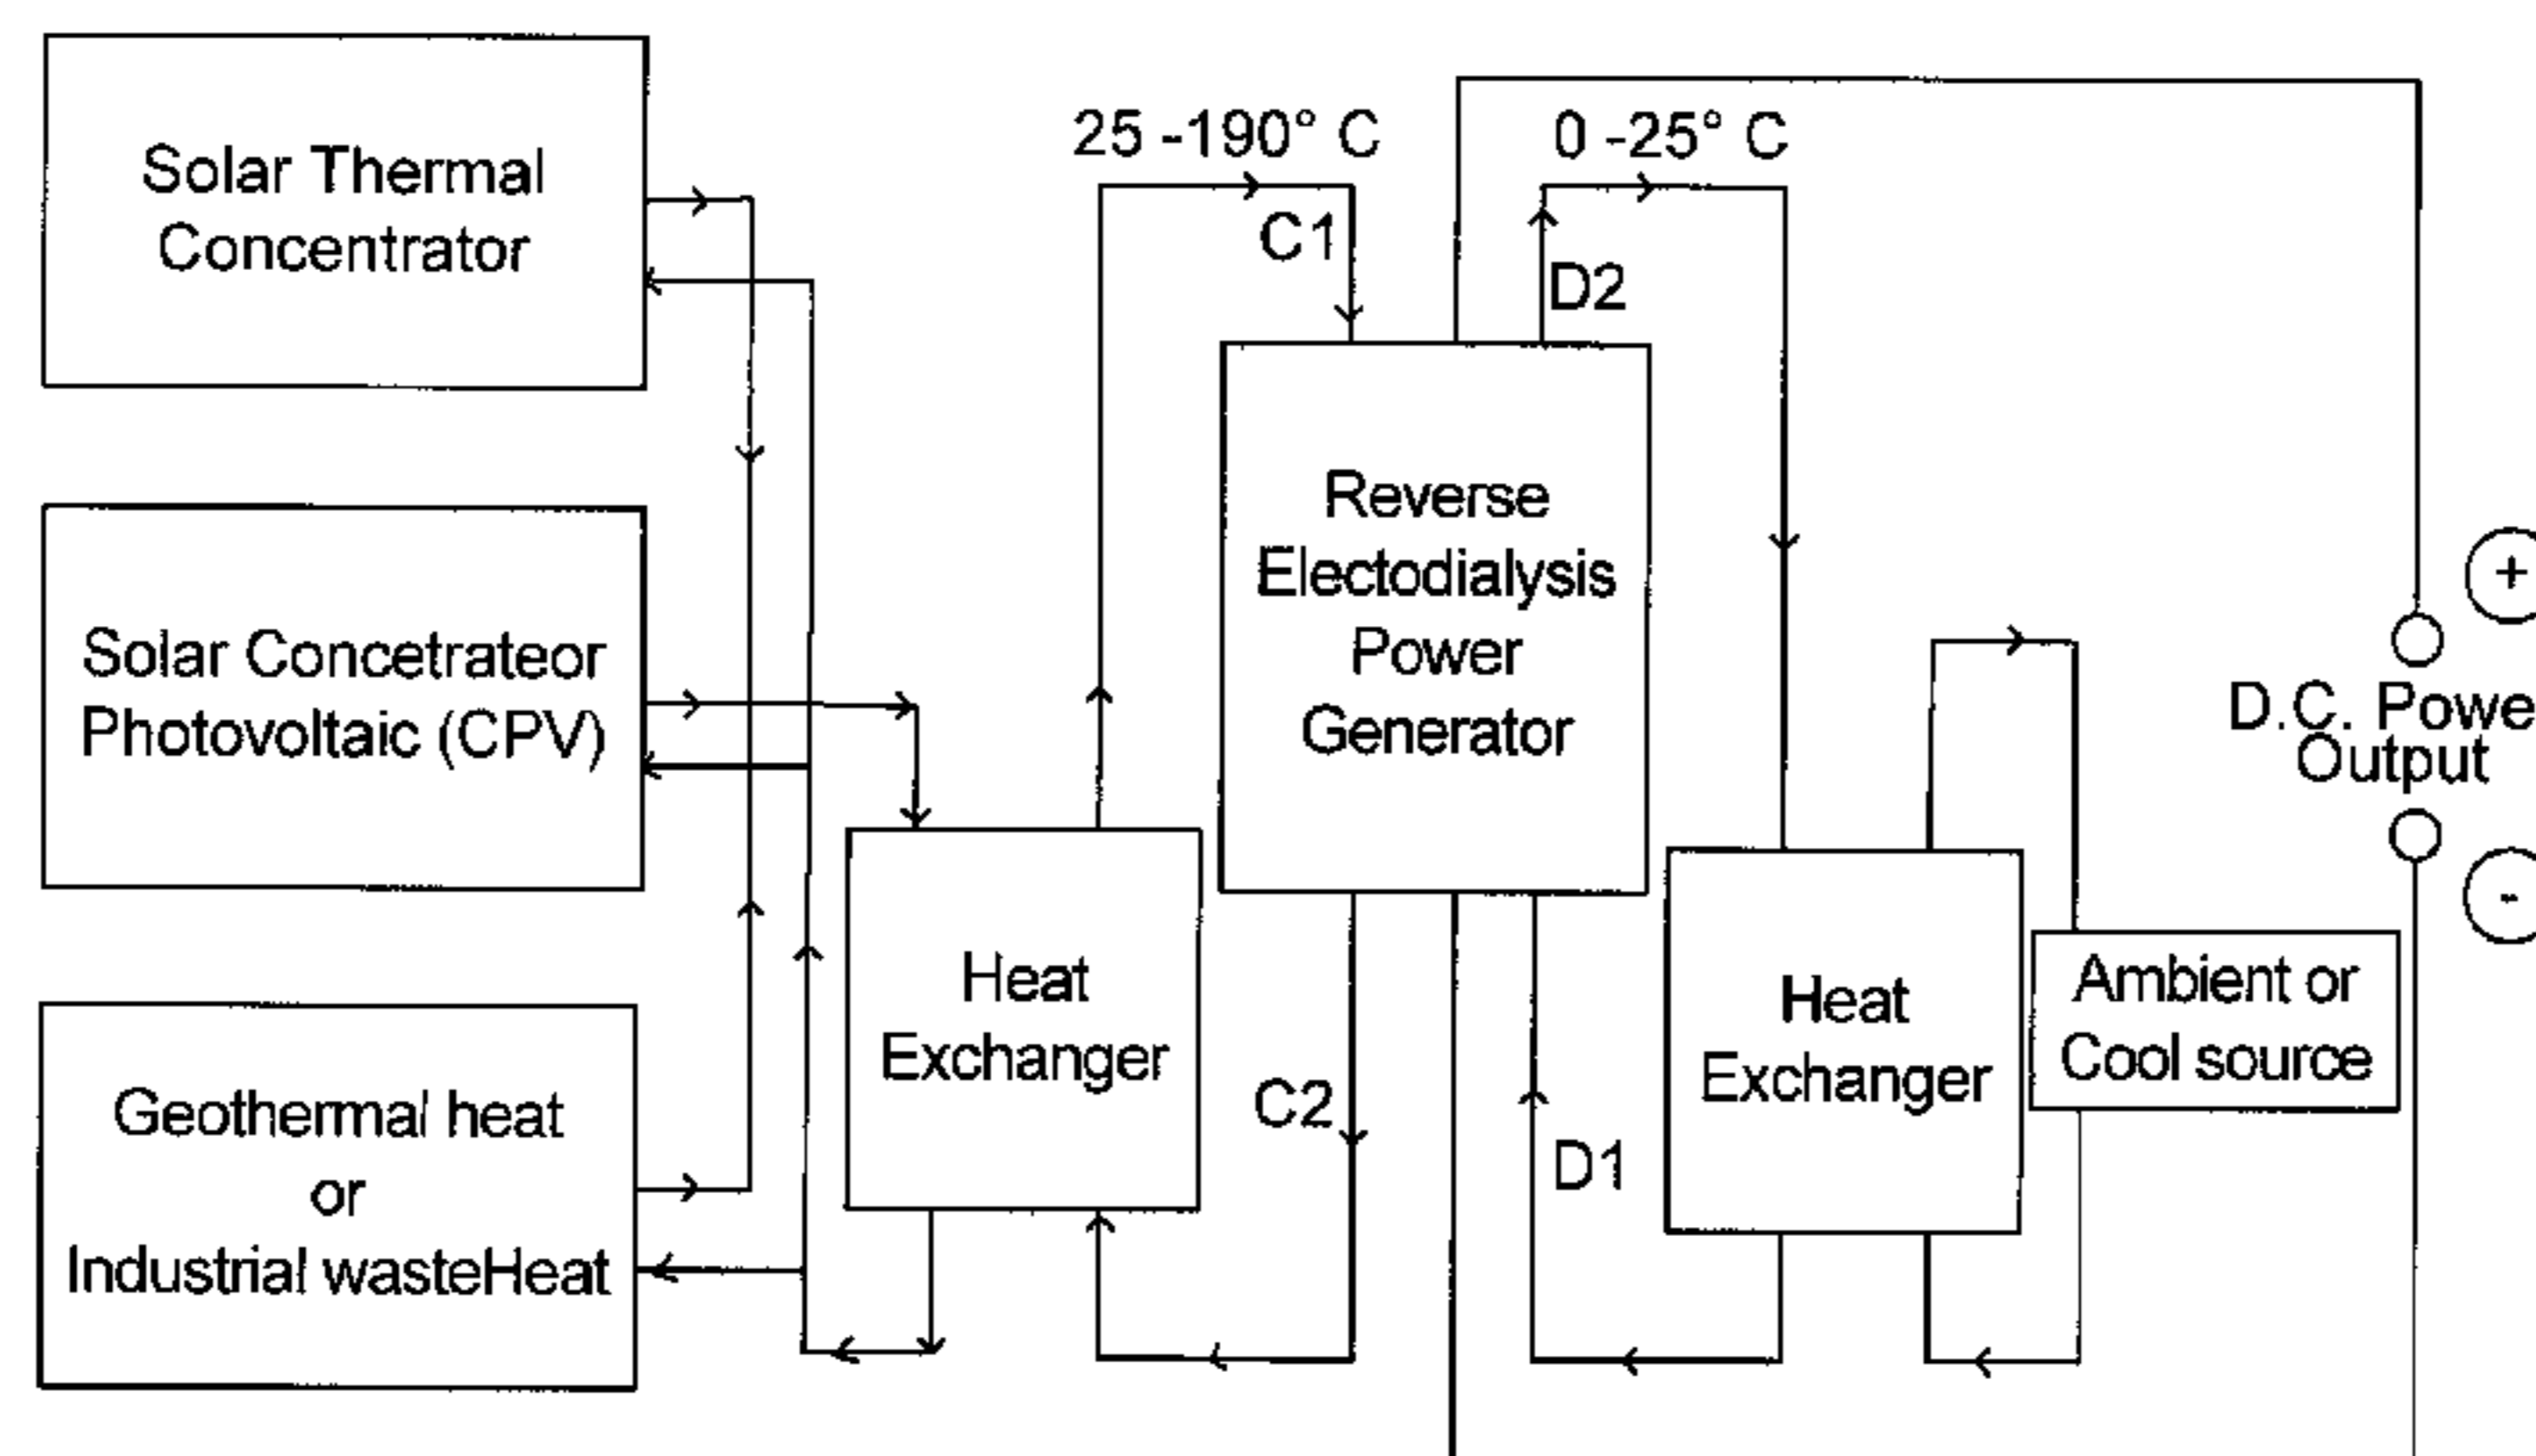 Solar Thermal
Concentrator
Solar Concetrateor
Photovoltaic (CPV)
Geothermal heat
or
Industrial wasteHeat
25 -190° C
C1
0 -25° C
D2
Reverse
Electodialysis
Power
Generator
Heat
Exchanger
C2
D1
Heat
Exchanger
Ambient or
Cool source
+
D.C. Powe
Output
-